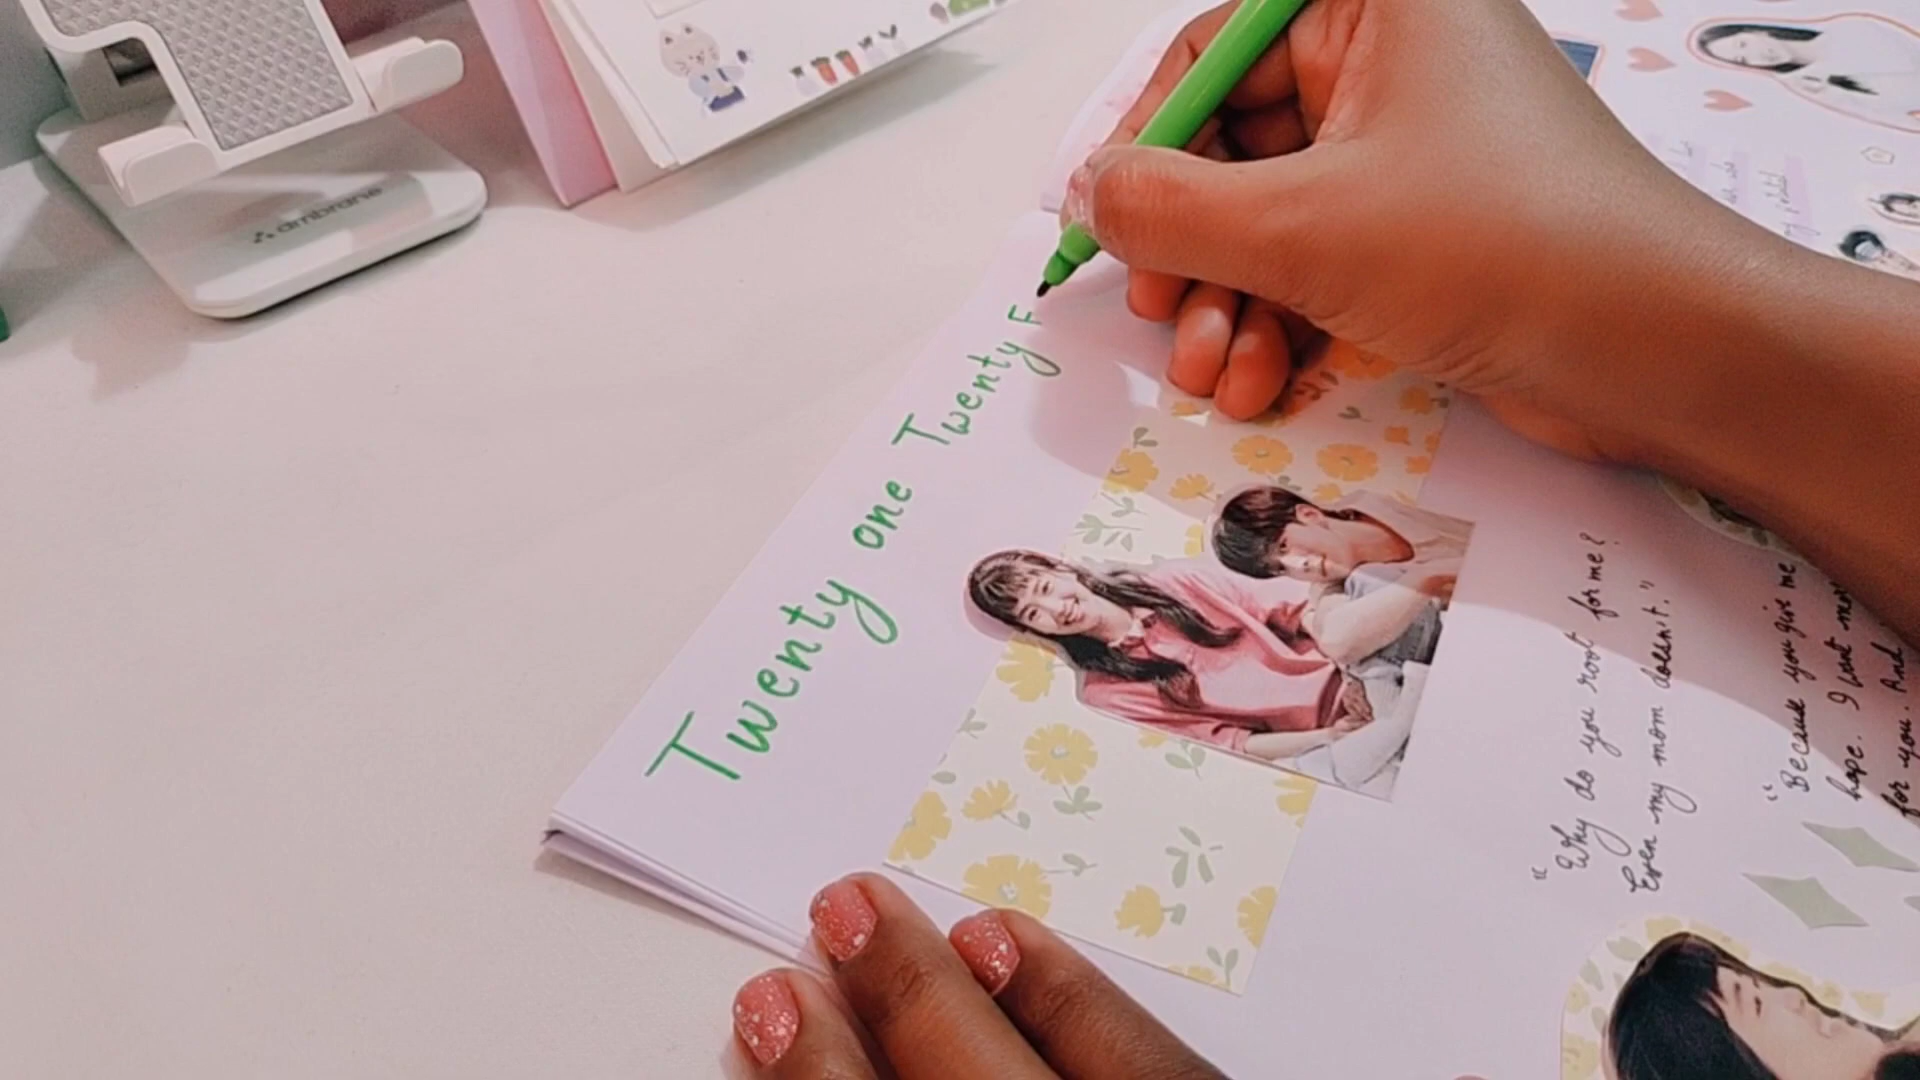 ambrane
Twenty one Twenty F
"Why do you root for me?
Even my mom doesn't."
"Because you give me
hope. I want
for you. And